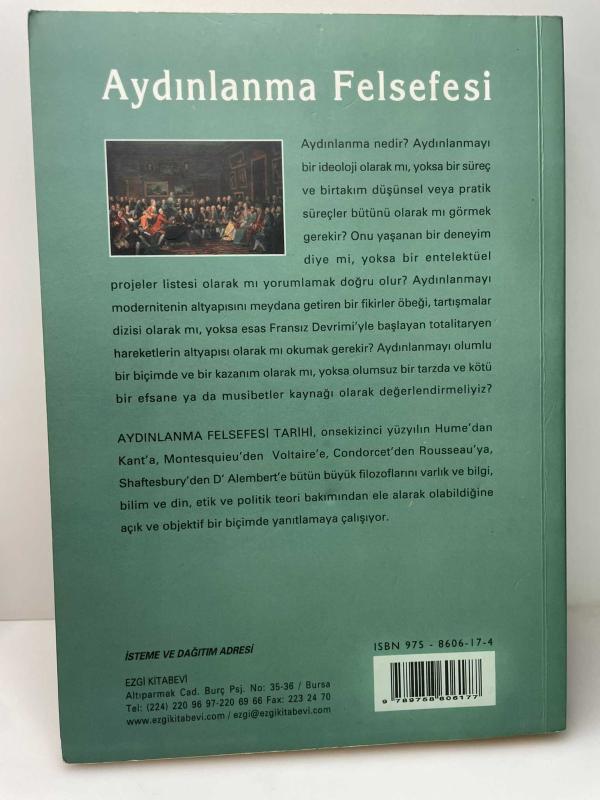 Aydınlanma Felsefesi
Aydınlanma nedir? Aydınlanmayı
bir ideoloji olarak mı, yoksa bir süreç
ve birtakım düşünsel veya pratik
süreçler bütünü olarak mı görmek
gerekir? Onu yaşanan bir deneyim
diye mi, yoksa bir entelektüel
projeler listesi olarak mı yorumlamak doğru olur? Aydınlanmayı
modernitenin altyapısını meydana getiren bir fikirler öbeği, tartışmalar
dizisi olarak mı, yoksa esas Fransız Devrimi'yle başlayan totalitaryen
hareketlerin altyapısı olarak mı okumak gerekir? Aydınlanmayı olumlu
bir biçimde ve bir kazanım olarak mı, yoksa olumsuz bir tarzda ve kötü
bir efsane ya da musibetler kaynağı olarak değerlendirmeliyiz?
AYDINLANMA FELSEFESİ TARİHİ, onsekizinci yüzyılın Hume'dan
Kant'a, Montesquieu'den Voltaire'e, Condorcet'den Rousseau'ya,
Shaftesbury'den D' Alembert'e bütün büyük filozoflarını varlık ve bilgi,
bilim ve din, etik ve politik teori bakımından ele alarak olabildiğine
açık ve objektif bir biçimde yanıtlamaya çalışıyor.
İSTEME VE DAĞITIM ADRESİ
EZGİ KİTABEVİ
Altıparmak Cad. Burç Psj. No: 35-36 / Bursa
Tel: (224) 220 96 97-220 69 66 Fax: 223 24 70
www.ezgikitabevi.com / ezgi@ezgikitabevi.com
ISBN 975 - 8606-17-4
9 789758 806177